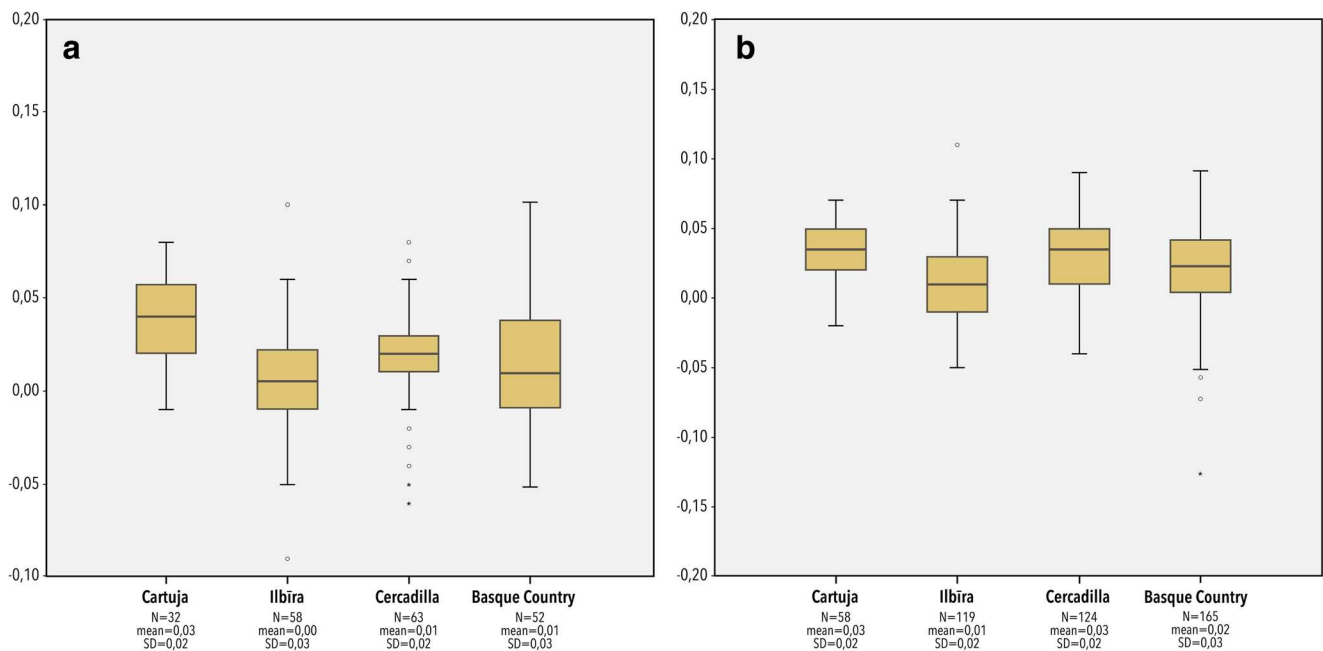 a
0,20
0,15
0,10
0,05
0,00
-0,05
-0,10
Cartuja
N=32
mean=0,03
SD=0,02
Ilbīra
N=58
mean=0,00
SD=0,03
Cercadilla
N=63
mean=0,01
SD=0,02
Basque Country
N=52
mean=0,01
SD=0,03
b
0,20
0,15
0,10
0,05
0,00
-0,05
-0,10
-0,15
-0,20
Cartuja
N=58
mean=0,03
SD=0,02
Ilbīra
N=119
mean=0,01
SD=0,02
Cercadilla
N=124
mean=0,03
SD=0,02
Basque Country
N=165
mean=0,02
SD=0,03